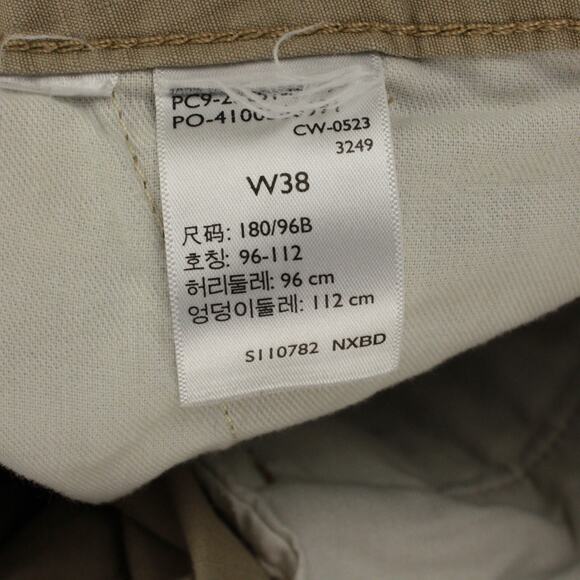 CW-0523
3249
W38
尺码: 180/96B
호칭: 96-112
허리둘레: 96 cm
엉덩이둘레: 112 cm
S110782 NXBD